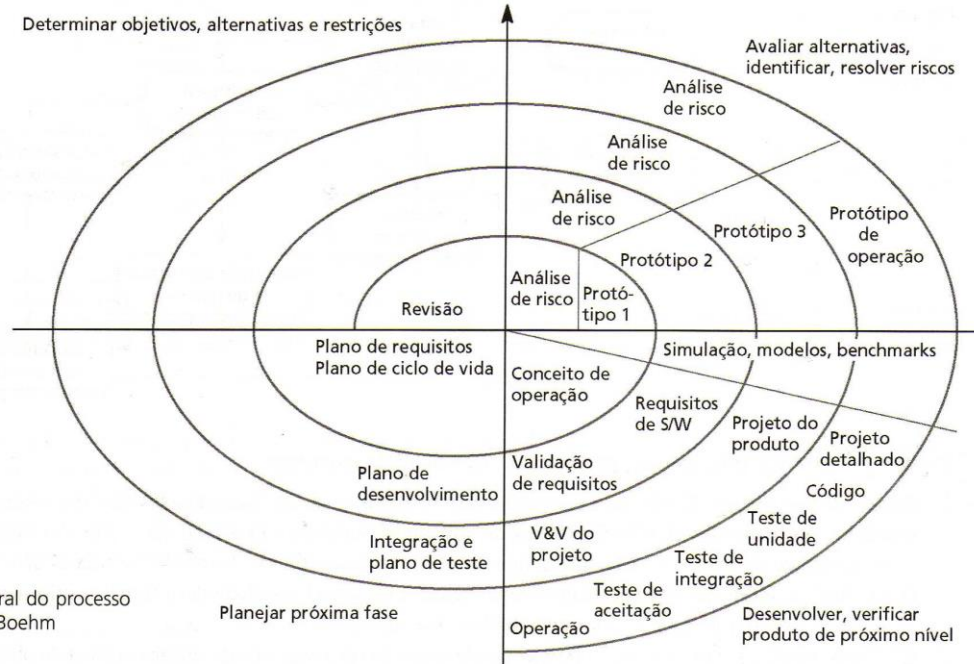 Determinar objetivos, alternativas e restrições
Avaliar alternativas,
identificar, resolver riscos
Análise
de risco
Análise
de risco
Análise
de risco
Protótipo
de
operação
Protótipo 3
Protótipo 2
Análise
de risco
Protó-
tipo 1
Revisão
Plano de requisitos
Plano de ciclo de vida
Simulação, modelos, benchmarks
Conceito de
operação
Requisitos
de S/W
Projeto do
produto
Projeto
detalhado
Plano de
desenvolvimento
Validação
de requisitos
Código
Teste de
unidade
Integração e
plano de teste
V&V do
projeto
Teste de
integração
Teste de
aceitação
Operação
Planejar próxima fase
Desenvolver, verificar
produto de próximo nível
ral do processo
Boehm